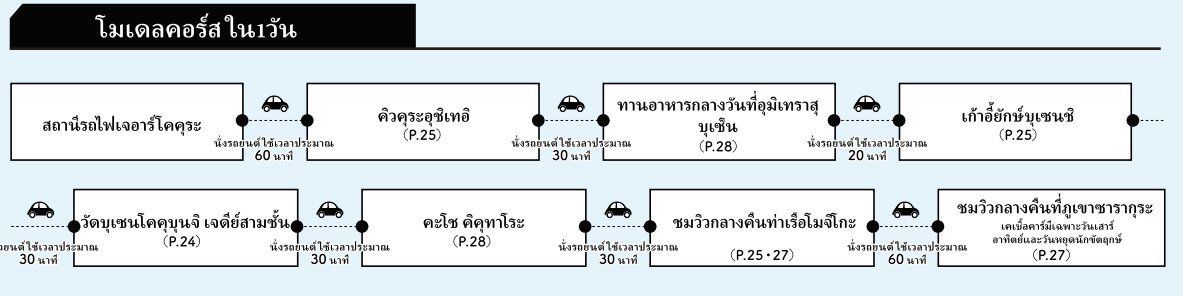 โมเดลคอร์ส ใน1วัน
สถานีรถไฟเจอาร์โคคุระ
นั่งรถยนต์ใช้เวลาประมาณ
60 นาที
คิวคุระอุซิเทอิ
(P.25)
นั่งรถยนต์ใช้เวลาประมาณ
30 นาที
ทานอาหารกลางวันที่อุมิเทราสุ
บุเซ็น
(P.28)
นั่งรถยนต์ใช้เวลาประมาณ
20 นาที
เก้าอี้ยักษ์บุเซนชิ
(P.25)
นั่งรถยนต์ใช้เวลาประมาณ
30 นาที
วัดบุเซนโคคุบุนจิ เจดีย์สามชั้น
(P.24)
นั่งรถยนต์ใช้เวลาประมาณ
30 นาที
คะโช คิคุทาโระ
(P.28)
นั่งรถยนต์ใช้เวลาประมาณ
30 นาที
ชมวิวกลางคืนท่าเรือโมจิโกะ
(P.25・27)
นั่งรถยนต์ใช้เวลาประมาณ
60 นาที
ชมวิวกลางคืนที่ภูเขาซารากุระ
เคเบิ้ลคาร์มีเฉพาะวันเสาร์
อาทิตย์และวันหยุดนักขัตฤกษ์
(P.27)